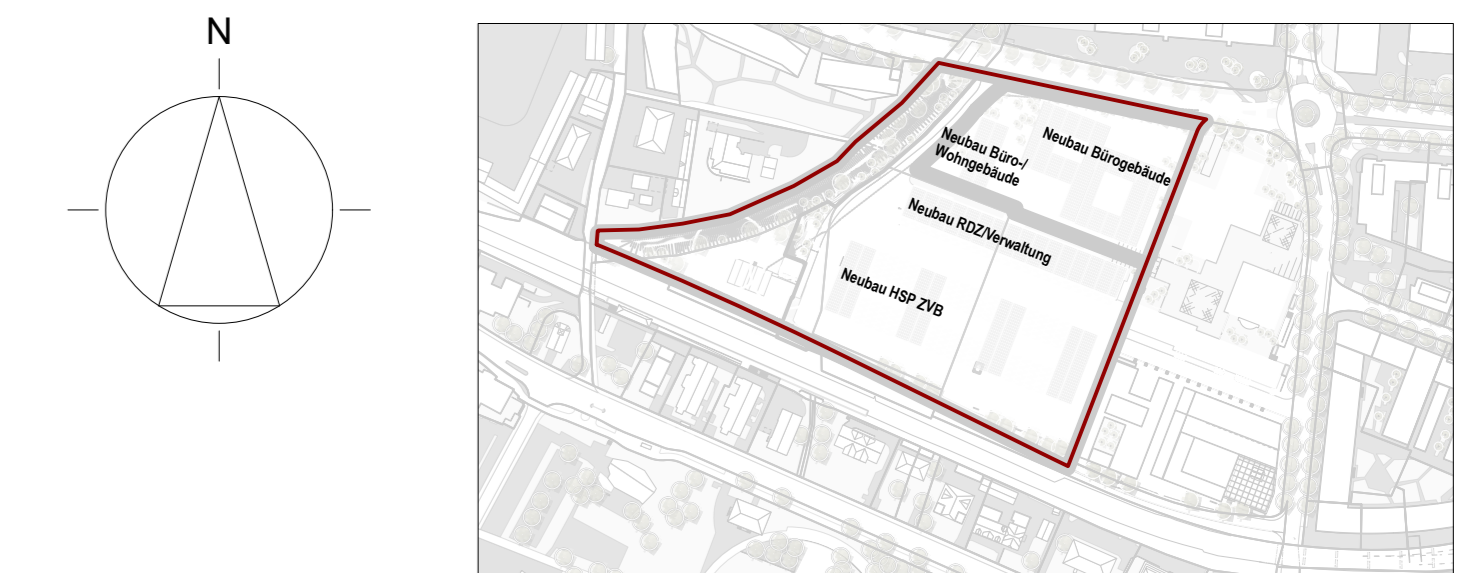 N
Neubau Büro-/
Wohngebäude
Neubau Bürogebäude
Neubau RDZ/Verwaltung
Neubau HSP ZVB